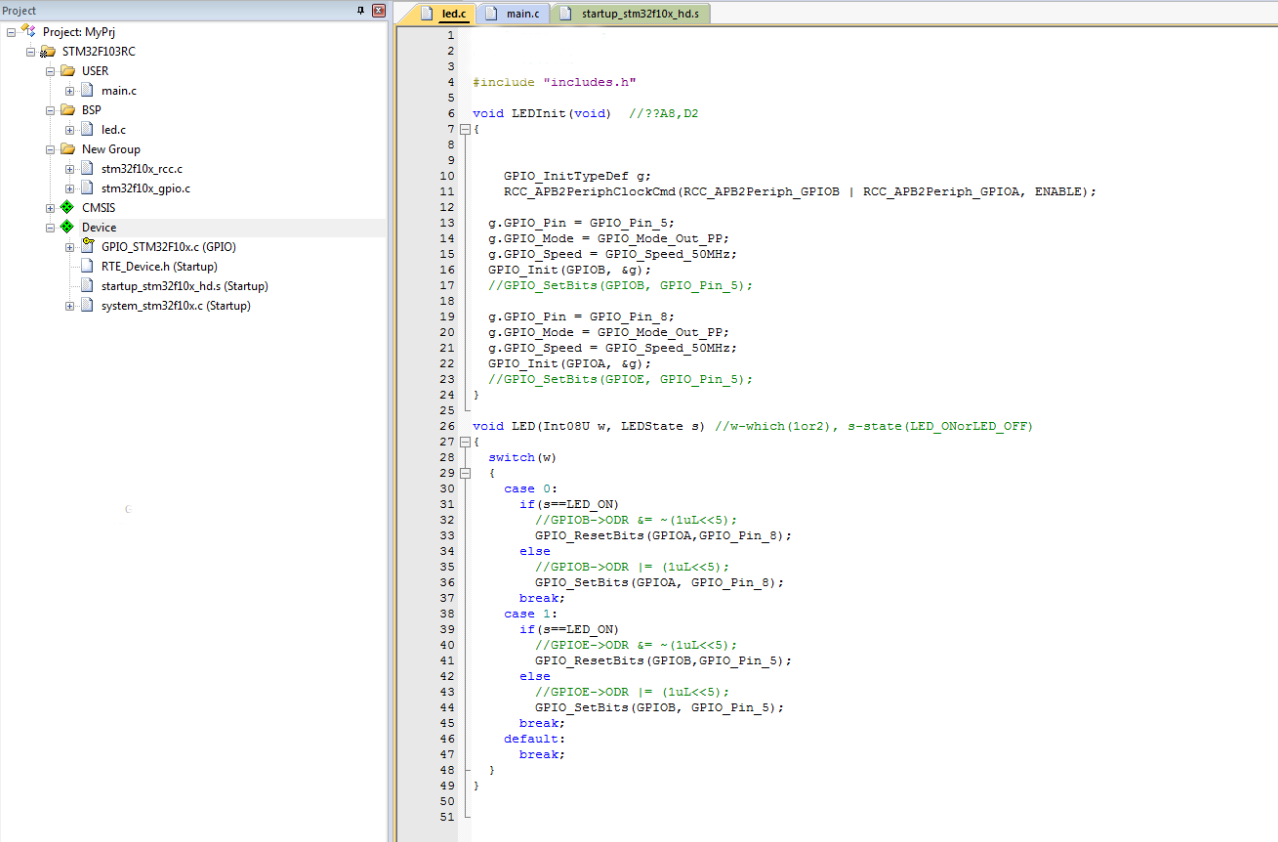 Project
Project: MyPrj
STM32F103RC
USER
main.c
BSP
led.c
New Group
stm32f10x_rcc.c
stm32f10x_gpio.c
CMSIS
Device
GPIO_STM32F10x.c (GPIO)
RTE_Device.h (Startup)
startup_stm32f10x_hd.s (Startup)
system_stm32f10x.c (Startup)
led.c main.c startup_stm32f10x_hd.s
1
2
3
4 #include "includes.h"
5
6 void LEDInit(void) //??A8,D2
7 {
8
9
10 GPIO_InitTypeDef g;
11 RCC_APB2PeriphClockCmd(RCC_APB2Periph_GPIOB | RCC_APB2Periph_GPIOA, ENABLE);
12
13 g.GPIO_Pin = GPIO_Pin_5;
14 g.GPIO_Mode = GPIO_Mode_Out_PP;
15 g.GPIO_Speed = GPIO_Speed_50MHz;
16 GPIO_Init(GPIOB, &g);
17 //GPIO_SetBits(GPIOB, GPIO_Pin_5);
18
19 g.GPIO_Pin = GPIO_Pin_8;
20 g.GPIO_Mode = GPIO_Mode_Out_PP;
21 g.GPIO_Speed = GPIO_Speed_50MHz;
22 GPIO_Init(GPIOA, &g);
23 //GPIO_SetBits(GPIOE, GPIO_Pin_5);
24 }
25
26 void LED(Int08U w, LEDState s) //w-which(1or2), s-state(LED_ONorLED_OFF)
27 {
28 switch(w)
29 {
30 case 0:
31 if(s==LED_ON)
32 //GPIOB->ODR &= ~(1uL<<5);
33 GPIO_ResetBits(GPIOA,GPIO_Pin_8);
34 else
35 //GPIOB->ODR |= (1uL<<5);
36 GPIO_SetBits(GPIOA, GPIO_Pin_8);
37 break;
38 case 1:
39 if(s==LED_ON)
40 //GPIOE->ODR &= ~(1uL<<5);
41 GPIO_ResetBits(GPIOB,GPIO_Pin_5);
42 else
43 //GPIOE->ODR |= (1uL<<5);
44 GPIO_SetBits(GPIOB, GPIO_Pin_5);
45 break;
46 default:
47 break;
48 }
49 }
50
51